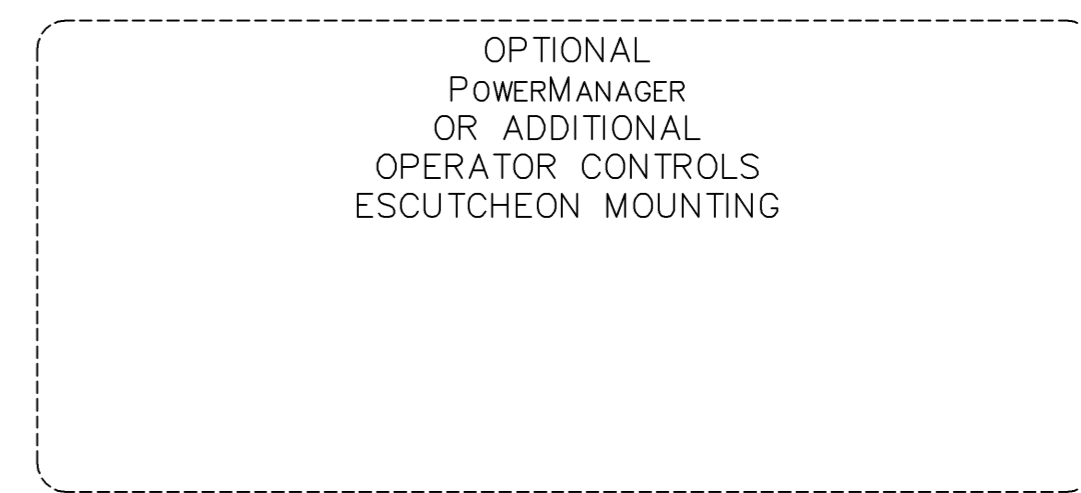 OPTIONAL
POWERMANAGER
OR ADDITIONAL
OPERATOR CONTROLS
ESCUTCHEON MOUNTING